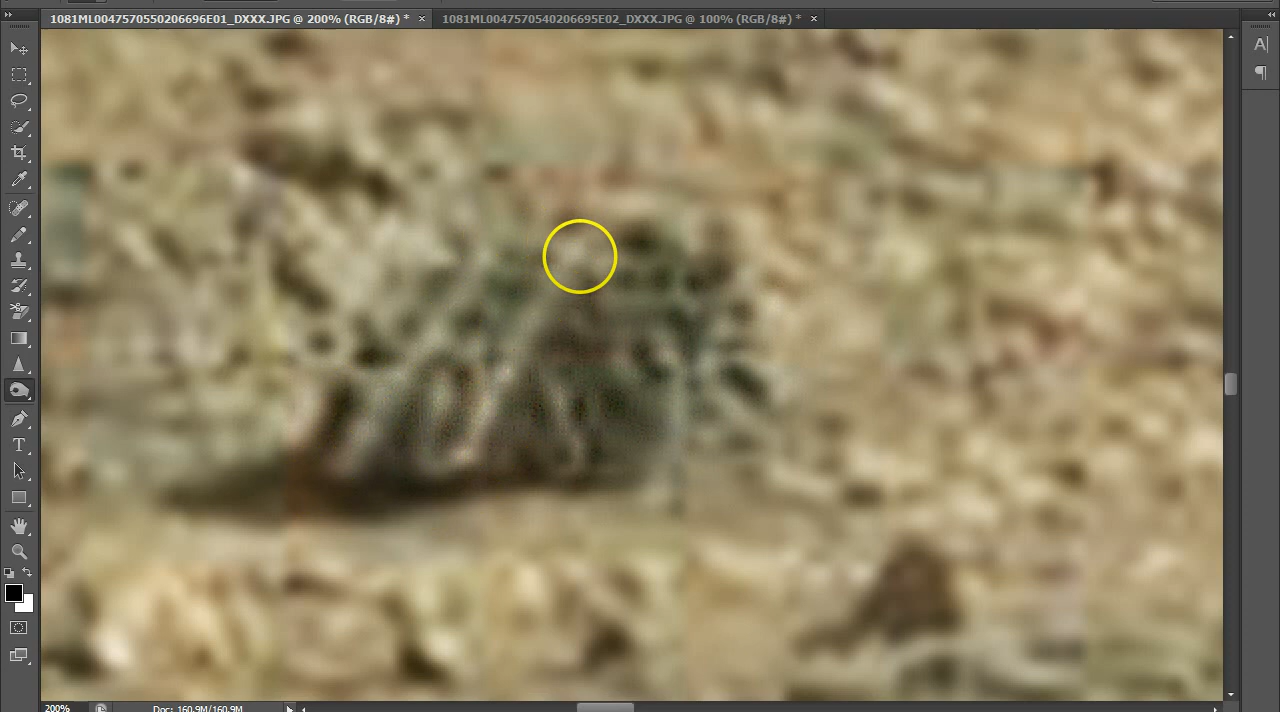 1081ML0047570550206696E01_DXXX.JPG @ 200% (RGB/8#) * ×
1081ML0047570540206695E02_DXXX.JPG @ 100% (RGB/8#) * ×
A
T
200%
Doc: 160.9M/160.9M